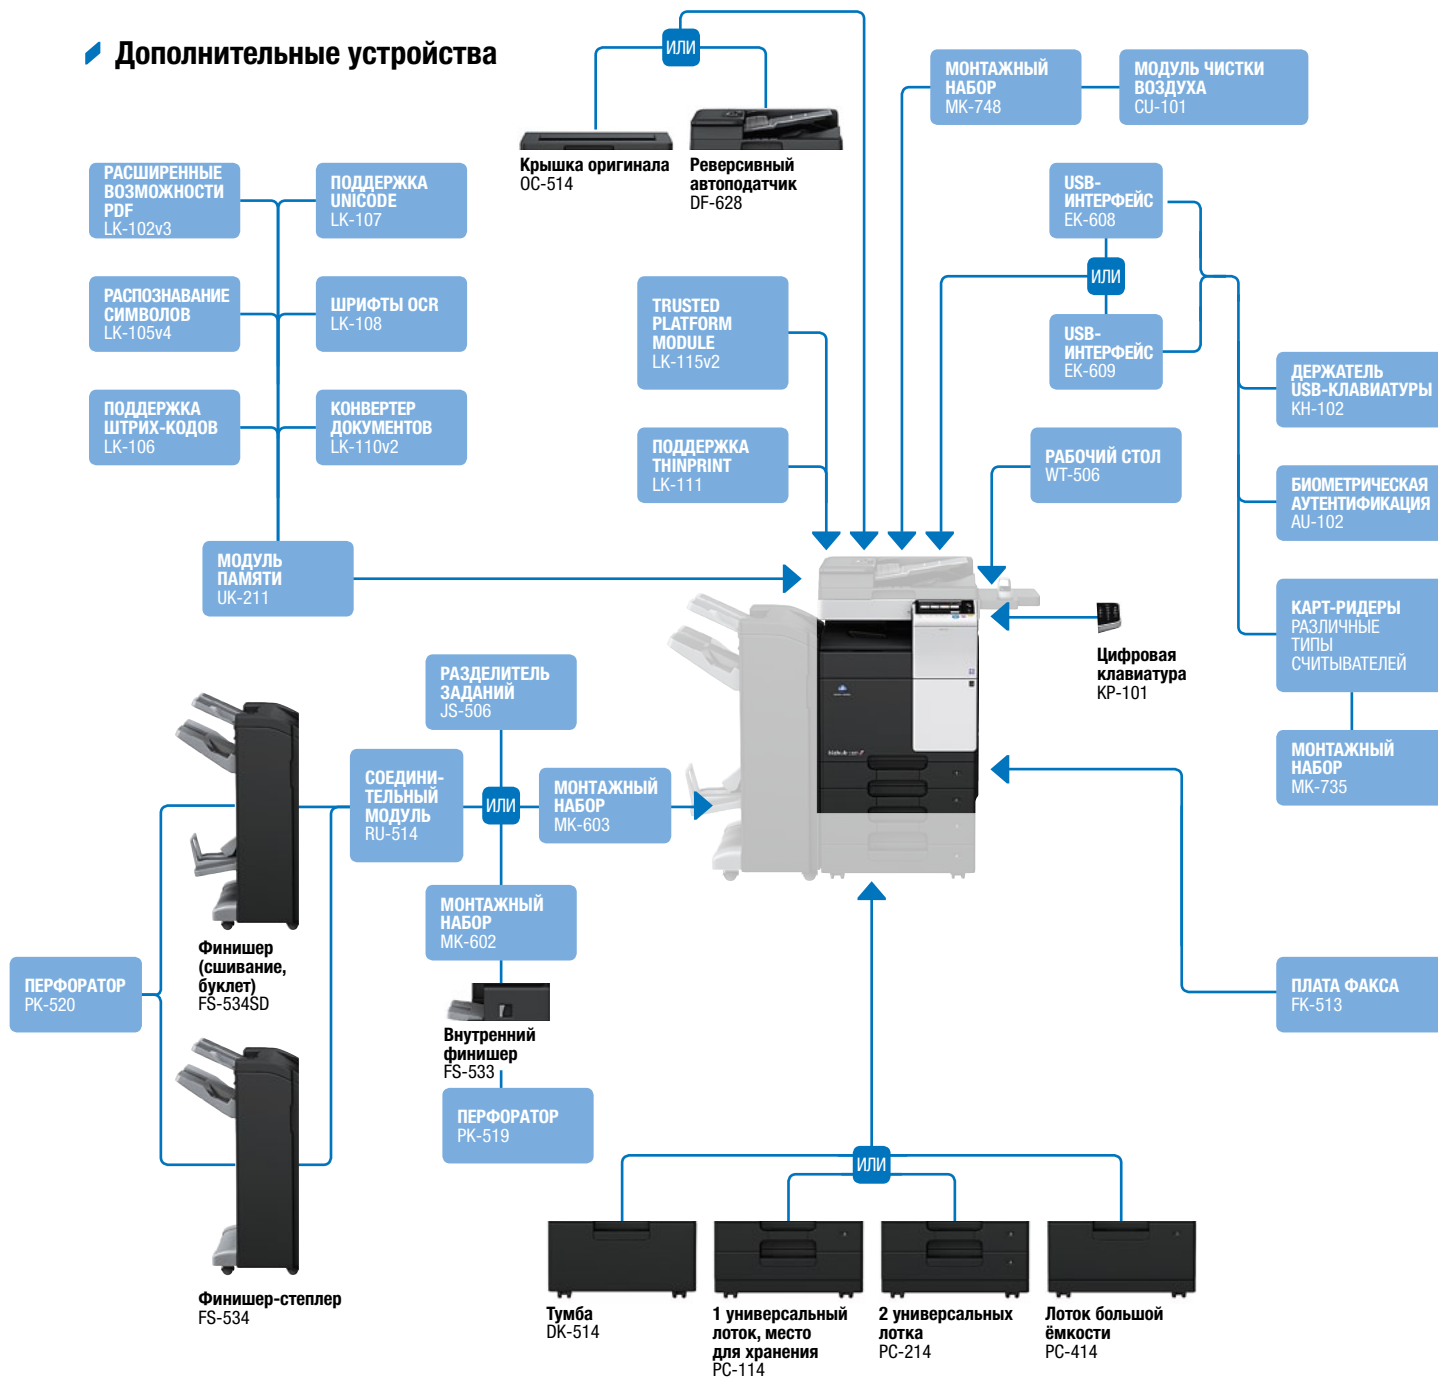 Дополнительные устройства
ИЛИ
МОНТАЖНЫЙ
НАБОР
MK-748
МОДУЛЬ ЧИСТКИ
ВОЗДУХА
CU-101
Крышка оригинала
OC-514
Реверсивный
автоподатчик
DF-628
РАСШИРЕННЫЕ
ВОЗМОЖНОСТИ
PDF
LK-102v3
ПОДДЕРЖКА
UNICODE
LK-107
USB-
ИНТЕРФЕЙС
EK-608
ИЛИ
USB-
ИНТЕРФЕЙС
EK-609
РАСПОЗНАВАНИЕ
СИМВОЛОВ
LK-105v4
ШРИФТЫ OCR
LK-108
TRUSTED
PLATFORM
MODULE
LK-115v2
ДЕРЖАТЕЛЬ
USB-КЛАВИАТУРЫ
KH-102
ПОДДЕРЖКА
ШТРИХ-КОДОВ
LK-106
КОНВЕРТЕР
ДОКУМЕНТОВ
LK-110v2
ПОДДЕРЖКА
THINPRINT
LK-111
РАБОЧИЙ СТОЛ
WT-506
БИОМЕТРИЧЕСКАЯ
АУТЕНТИФИКАЦИЯ
AU-102
МОДУЛЬ
ПАМЯТИ
UK-211
КАРТ-РИДЕРЫ
РАЗЛИЧНЫЕ
ТИПЫ
СЧИТЫВАТЕЛЕЙ
Цифровая
клавиатура
KP-101
РАЗДЕЛИТЕЛЬ
ЗАДАНИЙ
JS-506
МОНТАЖНЫЙ
НАБОР
MK-735
СОЕДИНИ-
ТЕЛЬНЫЙ
МОДУЛЬ
RU-514
ИЛИ
МОНТАЖНЫЙ
НАБОР
MK-603
МОНТАЖНЫЙ
НАБОР
MK-602
Финишер
(сшивание,
буклет)
FS-534SD
ПЕРФОРАТОР
PK-520
ПЛАТА ФАКСА
FK-513
Внутренний
финишер
FS-533
ПЕРФОРАТОР
PK-519
ИЛИ
Финишер-степлер
FS-534
Тумба
DK-514
1 универсальный
лоток, место
для хранения
PC-114
2 универсальных
лотка
PC-214
Лоток большой
ёмкости
PC-414